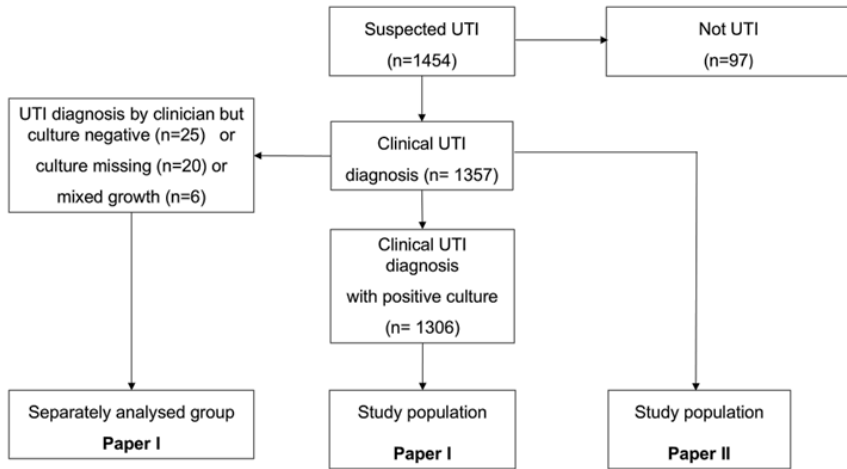 Suspected UTI
(n=1454)
Not UTI
(n=97)
UTI diagnosis by clinician but
culture negative (n=25) or
culture missing (n=20) or
mixed growth (n=6)
Clinical UTI
diagnosis (n= 1357)
Clinical UTI
diagnosis
with positive culture
(n= 1306)
Separately analysed group
Paper I
Study population
Paper I
Study population
Paper II